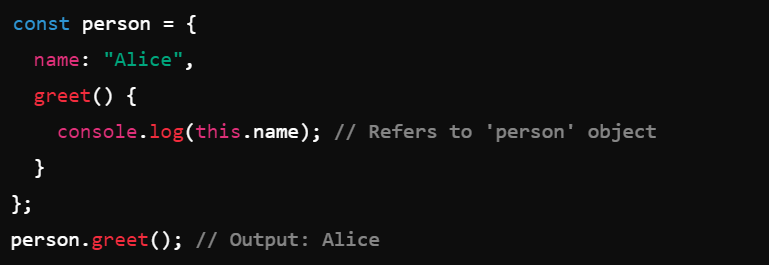 const person = {
  name: "Alice",
  greet() {
    console.log(this.name); // Refers to 'person' object
  }
};
person.greet(); // Output: Alice